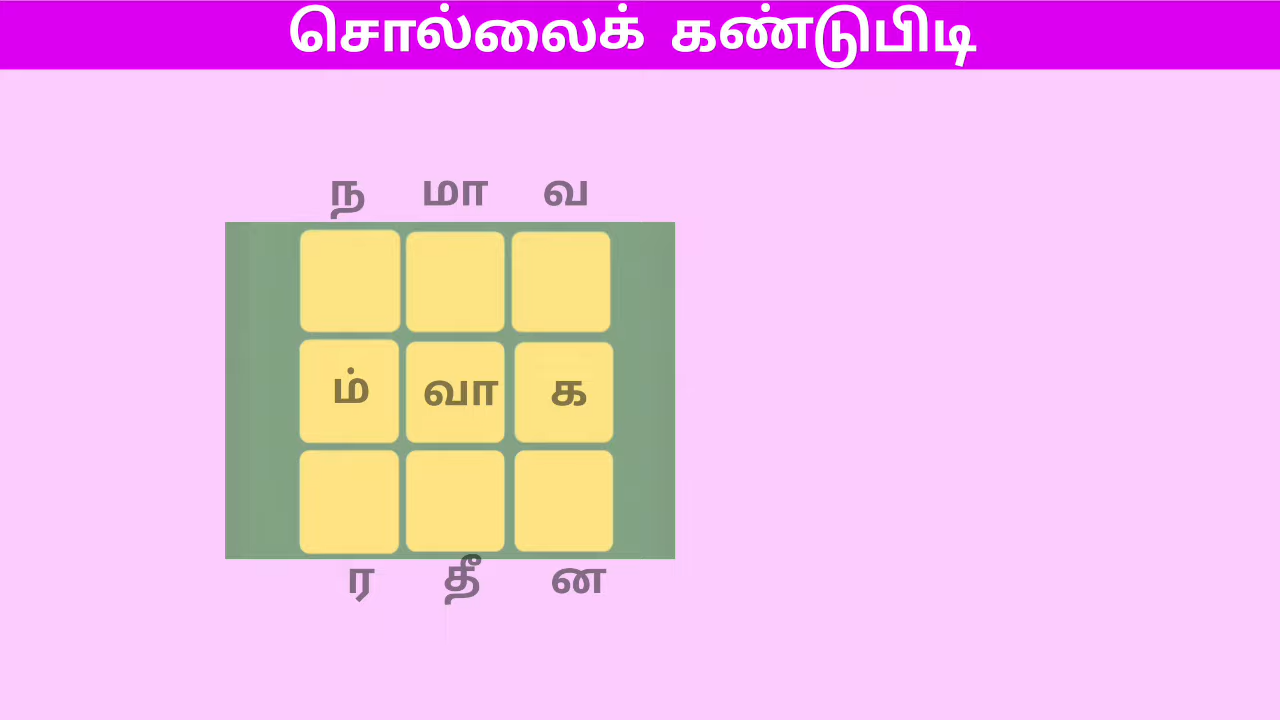 சொல்லைக் கண்டுபிடி
ந மா வ
ம் வா க
ர தீ ன